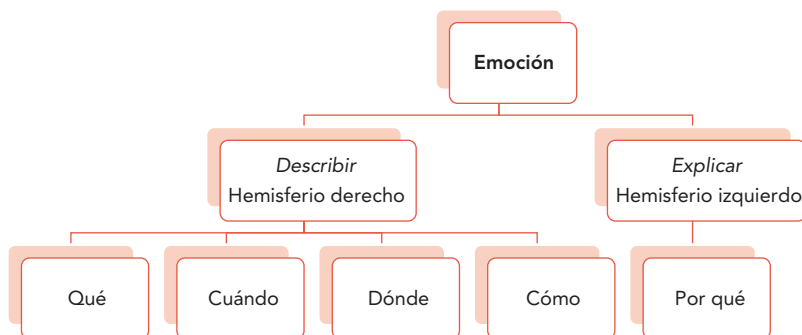 Emoción
Describir
Hemisferio derecho
Explicar
Hemisferio izquierdo
Qué
Cuándo
Dónde
Cómo
Por qué